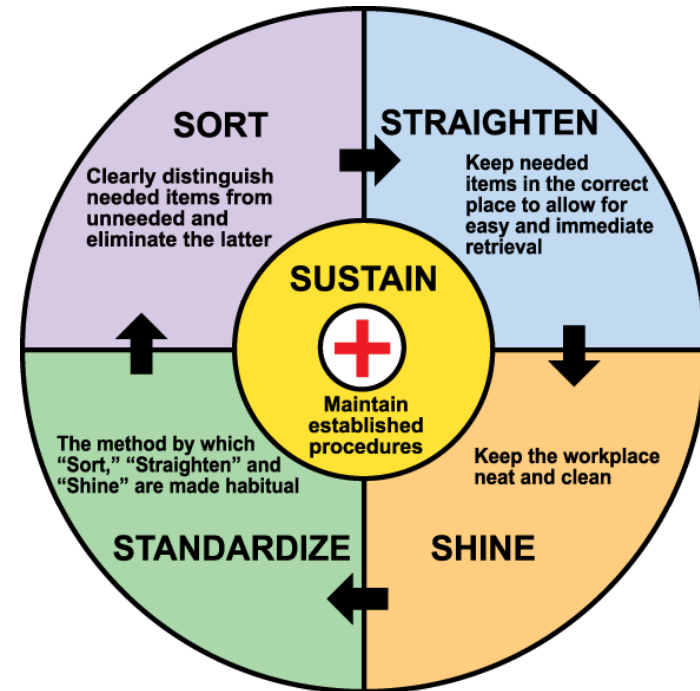 SORT
Clearly distinguish
needed items from
unneeded and
eliminate the latter
STRAIGHTEN
Keep needed
items in the correct
place to allow for
easy and immediate
retrieval
SUSTAIN
Maintain
established
procedures
The method by which
“Sort,” “Straighten” and
“Shine” are made habitual
STANDARDIZE
Keep the workplace
neat and clean
SHINE